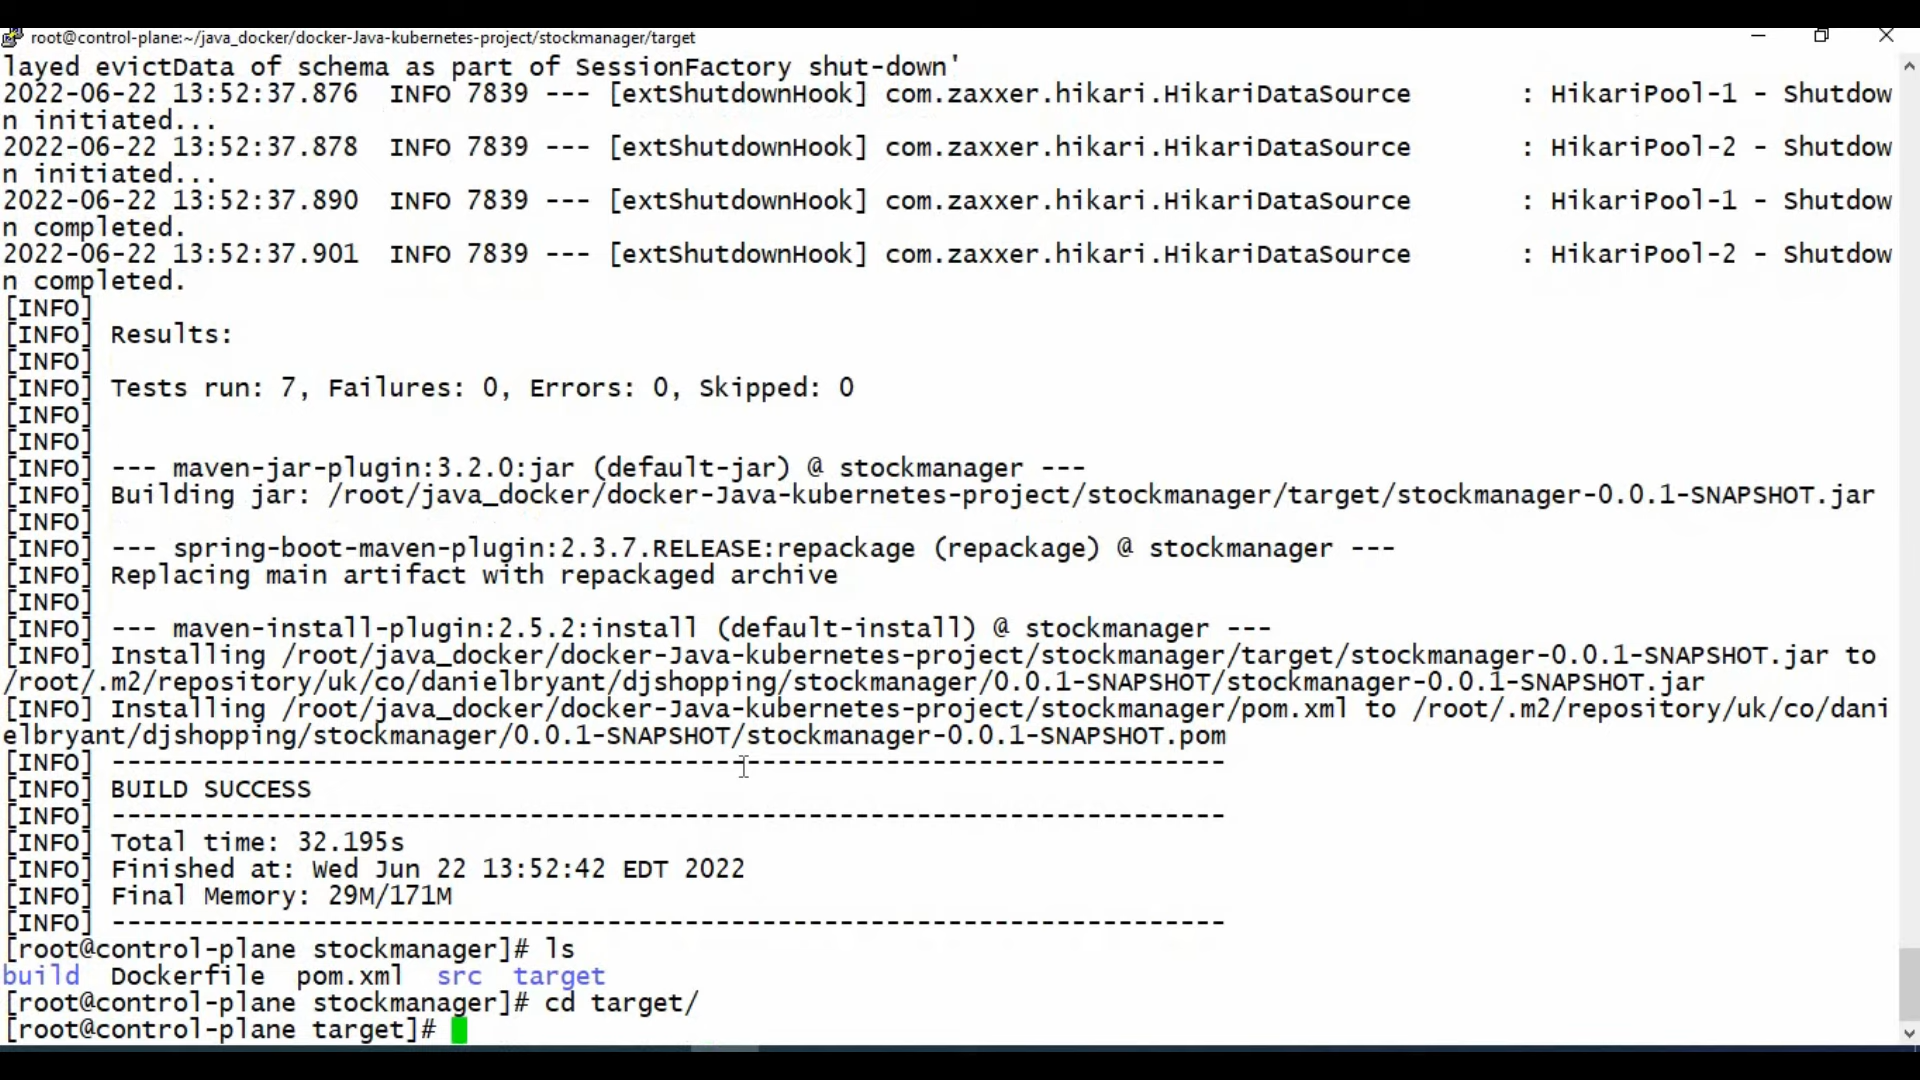 root@control-plane:~/java_docker/docker-Java-kubernetes-project/stockmanager/target
layed evictData of schema as part of SessionFactory shut-down'
2022-06-22 13:52:37.876  INFO 7839 --- [extShutdownHook] com.zaxxer.hikari.HikariDataSource       : HikariPool-1 - Shutdow
n initiated...
2022-06-22 13:52:37.878  INFO 7839 --- [extShutdownHook] com.zaxxer.hikari.HikariDataSource       : HikariPool-2 - Shutdow
n initiated...
2022-06-22 13:52:37.890  INFO 7839 --- [extShutdownHook] com.zaxxer.hikari.HikariDataSource       : HikariPool-1 - Shutdow
n completed.
2022-06-22 13:52:37.901  INFO 7839 --- [extShutdownHook] com.zaxxer.hikari.HikariDataSource       : HikariPool-2 - Shutdow
n completed.
[INFO]
[INFO] Results:
[INFO]
[INFO] Tests run: 7, Failures: 0, Errors: 0, Skipped: 0
[INFO]
[INFO]
[INFO] --- maven-jar-plugin:3.2.0:jar (default-jar) @ stockmanager ---
[INFO] Building jar: /root/java_docker/docker-Java-kubernetes-project/stockmanager/target/stockmanager-0.0.1-SNAPSHOT.jar
[INFO]
[INFO] --- spring-boot-maven-plugin:2.3.7.RELEASE:repackage (repackage) @ stockmanager ---
[INFO] Replacing main artifact with repackaged archive
[INFO]
[INFO] --- maven-install-plugin:2.5.2:install (default-install) @ stockmanager ---
[INFO] Installing /root/java_docker/docker-Java-kubernetes-project/stockmanager/target/stockmanager-0.0.1-SNAPSHOT.jar to
/root/.m2/repository/uk/co/danielbryant/djshopping/stockmanager/0.0.1-SNAPSHOT/stockmanager-0.0.1-SNAPSHOT.jar
[INFO] Installing /root/java_docker/docker-Java-kubernetes-project/stockmanager/pom.xml to /root/.m2/repository/uk/co/dani
elbryant/djshopping/stockmanager/0.0.1-SNAPSHOT/stockmanager-0.0.1-SNAPSHOT.pom
[INFO] ------------------------------------------------------------------------
[INFO] BUILD SUCCESS
[INFO] ------------------------------------------------------------------------
[INFO] Total time: 32.195s
[INFO] Finished at: Wed Jun 22 13:52:42 EDT 2022
[INFO] Final Memory: 29M/171M
[INFO] ------------------------------------------------------------------------
[root@control-plane stockmanager]# ls
build  Dockerfile  pom.xml  src  target
[root@control-plane stockmanager]# cd target/
[root@control-plane target]#